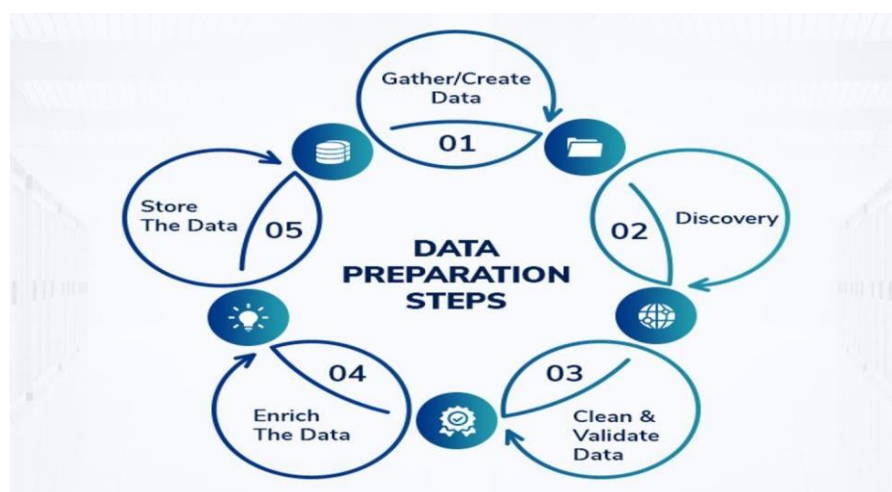 Gather/Create
Data
01
02
Discovery
03
Clean &
Validate
Data
04
Enrich
The Data
05
Store
The Data
DATA
PREPARATION
STEPS